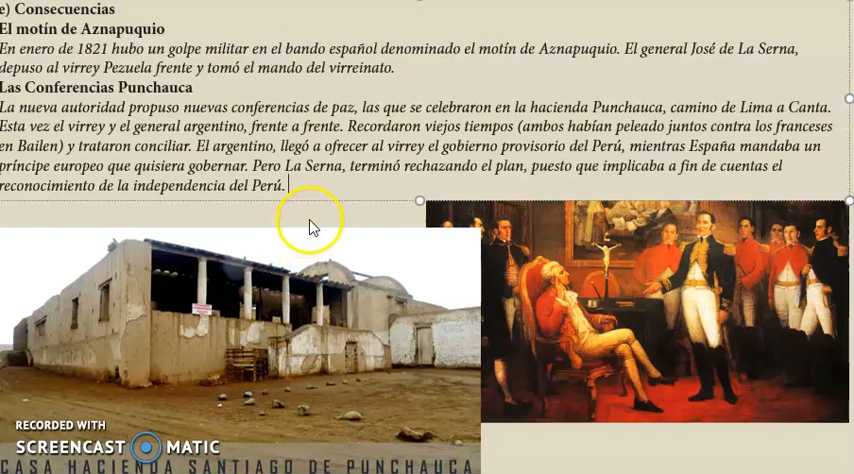 e) Consecuencias
El motín de Aznapuquio
En enero de 1821 hubo un golpe militar en el bando español denominado el motín de Aznapuquio. El general José de La Serna,
depuso al virrey Pezuela frente y tomó el mando del virreinato.
Las Conferencias Punchauca
La nueva autoridad propuso nuevas conferencias de paz, las que se celebraron en la hacienda Punchauca, camino de Lima a Canta.
Esta vez el virrey y el general argentino, frente a frente. Recordaron viejos tiempos (ambos habían peleado juntos contra los franceses
en Bailen) y trataron conciliar. El argentino, llegó a ofrecer al virrey el gobierno provisorio del Perú, mientras España mandaba un
príncipe europeo que quisiera gobernar. Pero La Serna, terminó rechazando el plan, puesto que implicaba a fin de cuentas el
reconocimiento de la independencia del Perú.
RECORDED WITH
SCREENCAST MATIC
CASA HACIENDA SANTIAGO DE PUNCHAUCA